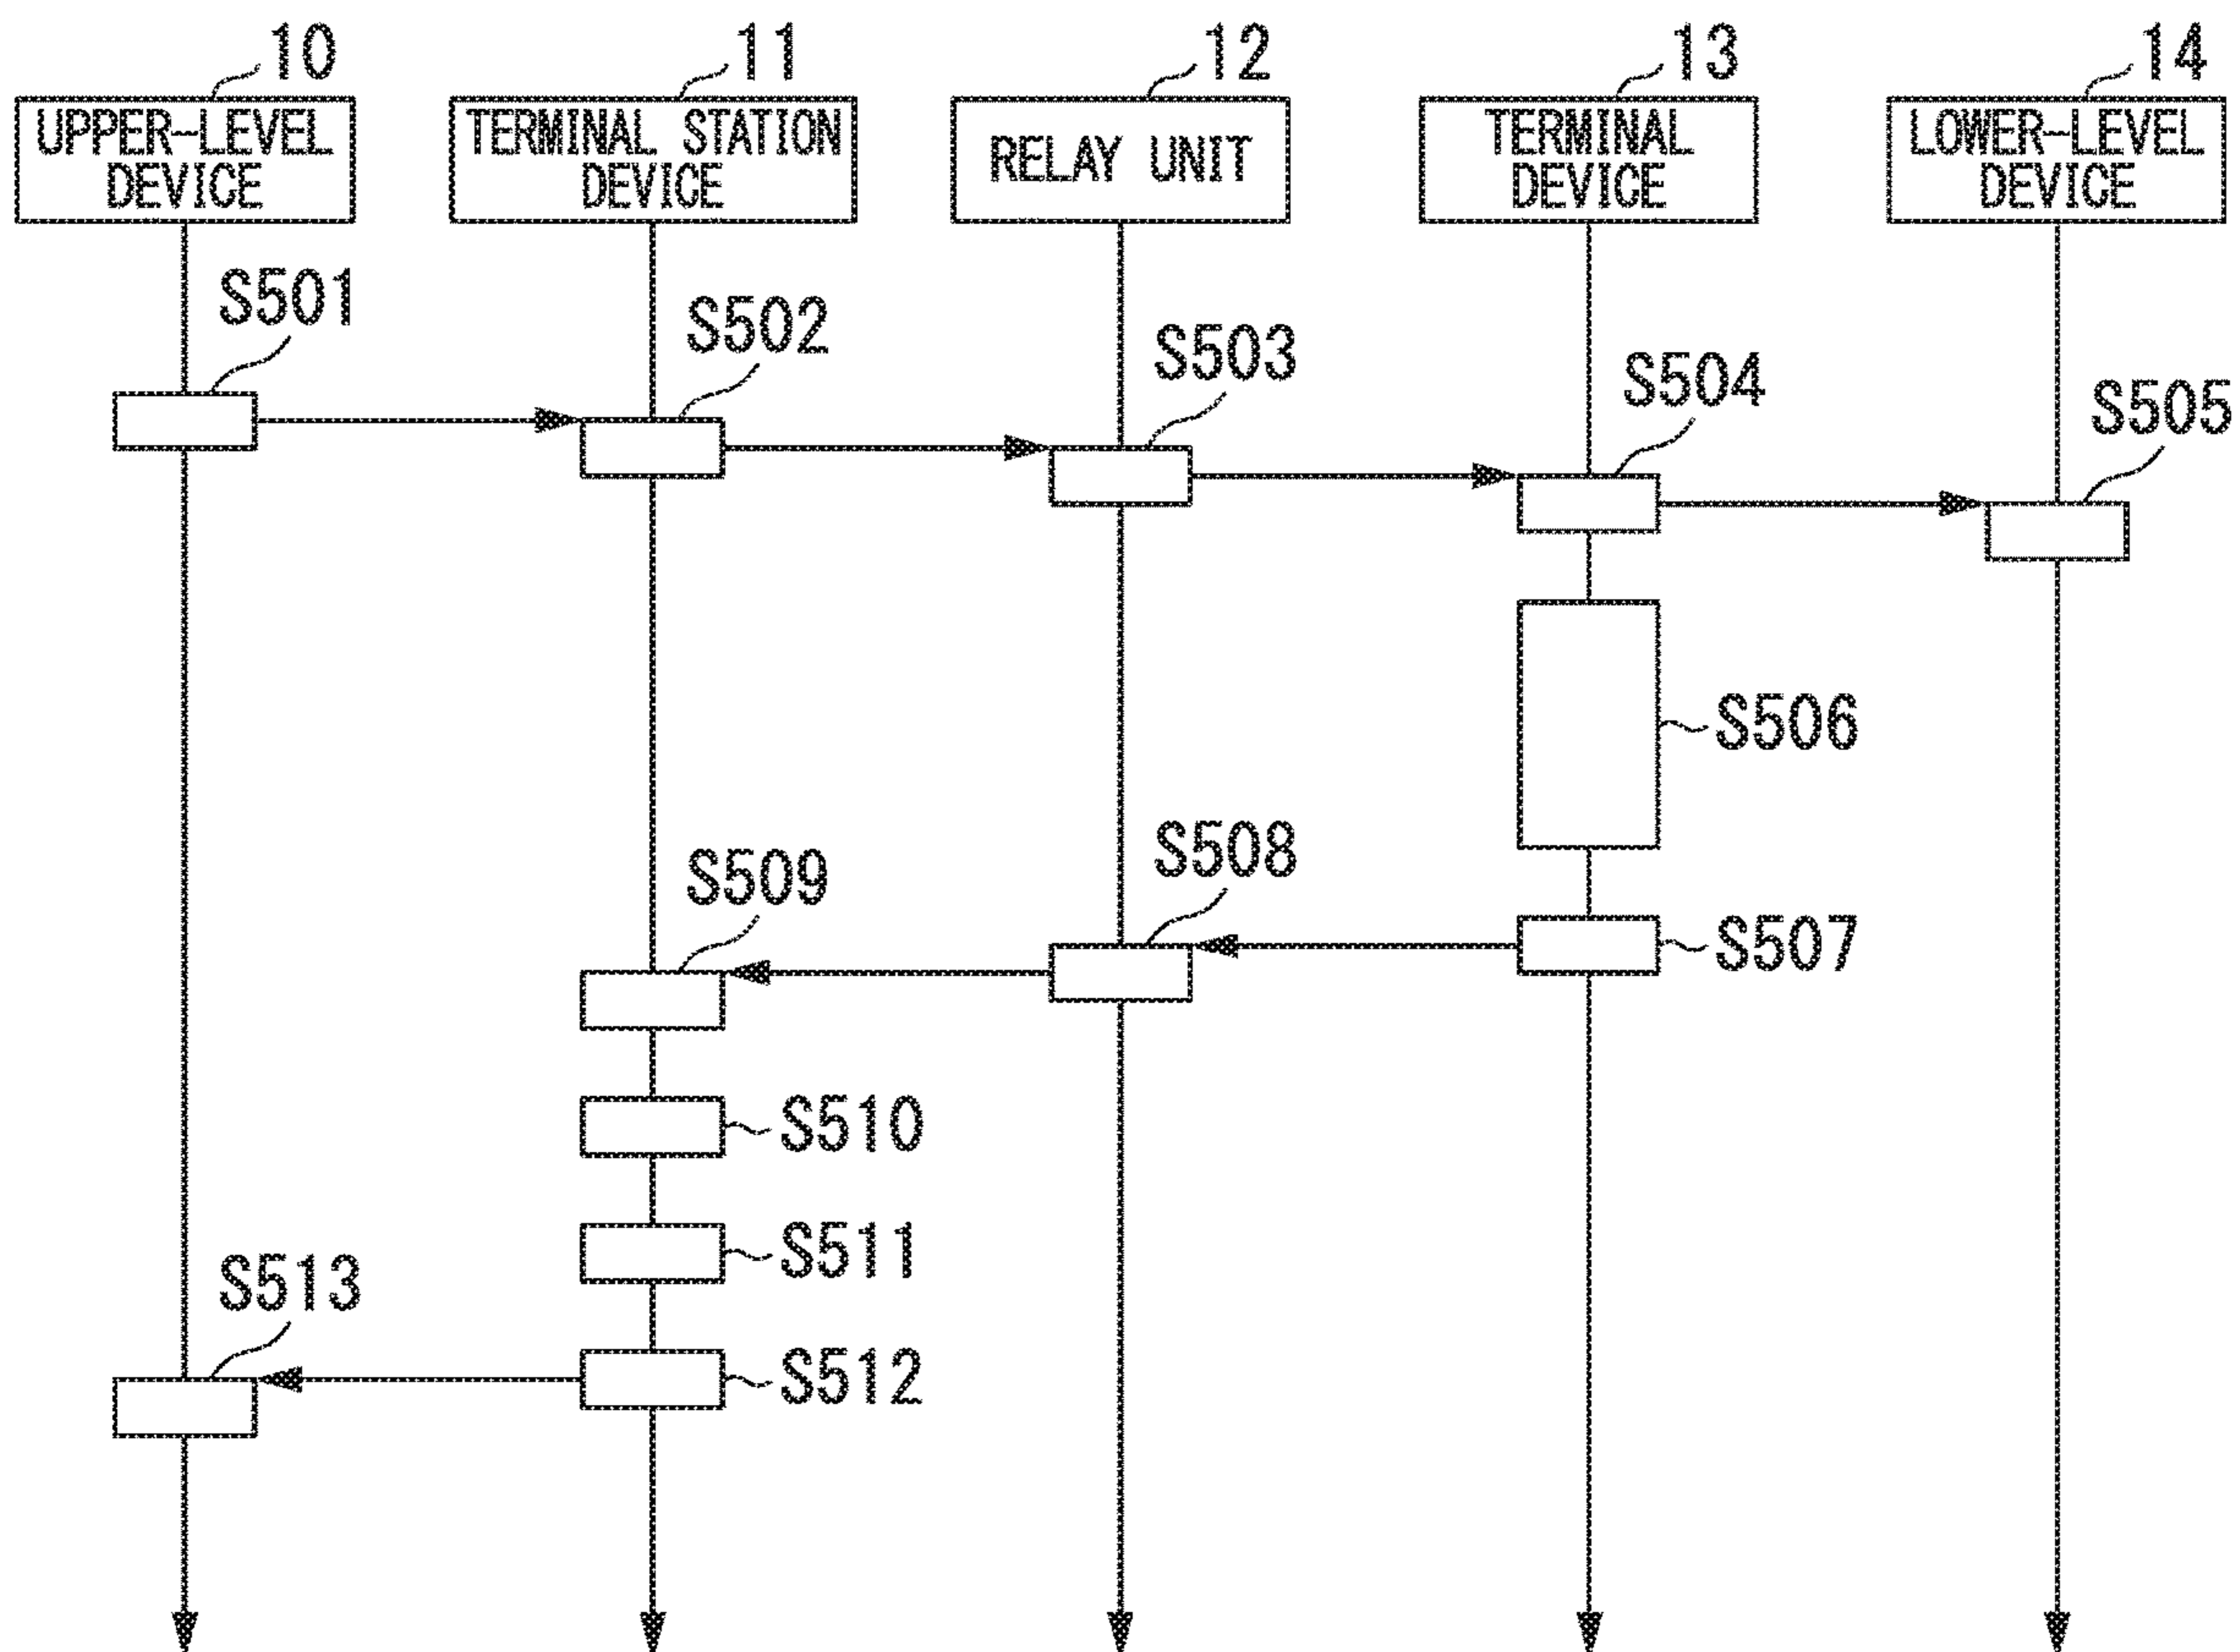 10
11
12
13
14
UPPER-LEVEL
DEVICE
TERMINAL STATION
DEVICE
RELAY UNIT
TERMINAL
DEVICE
LOWER-LEVEL
DEVICE
S501
S502
S503
S504
S505
S506
S508
S509
S507
S510
S511
S513
S512